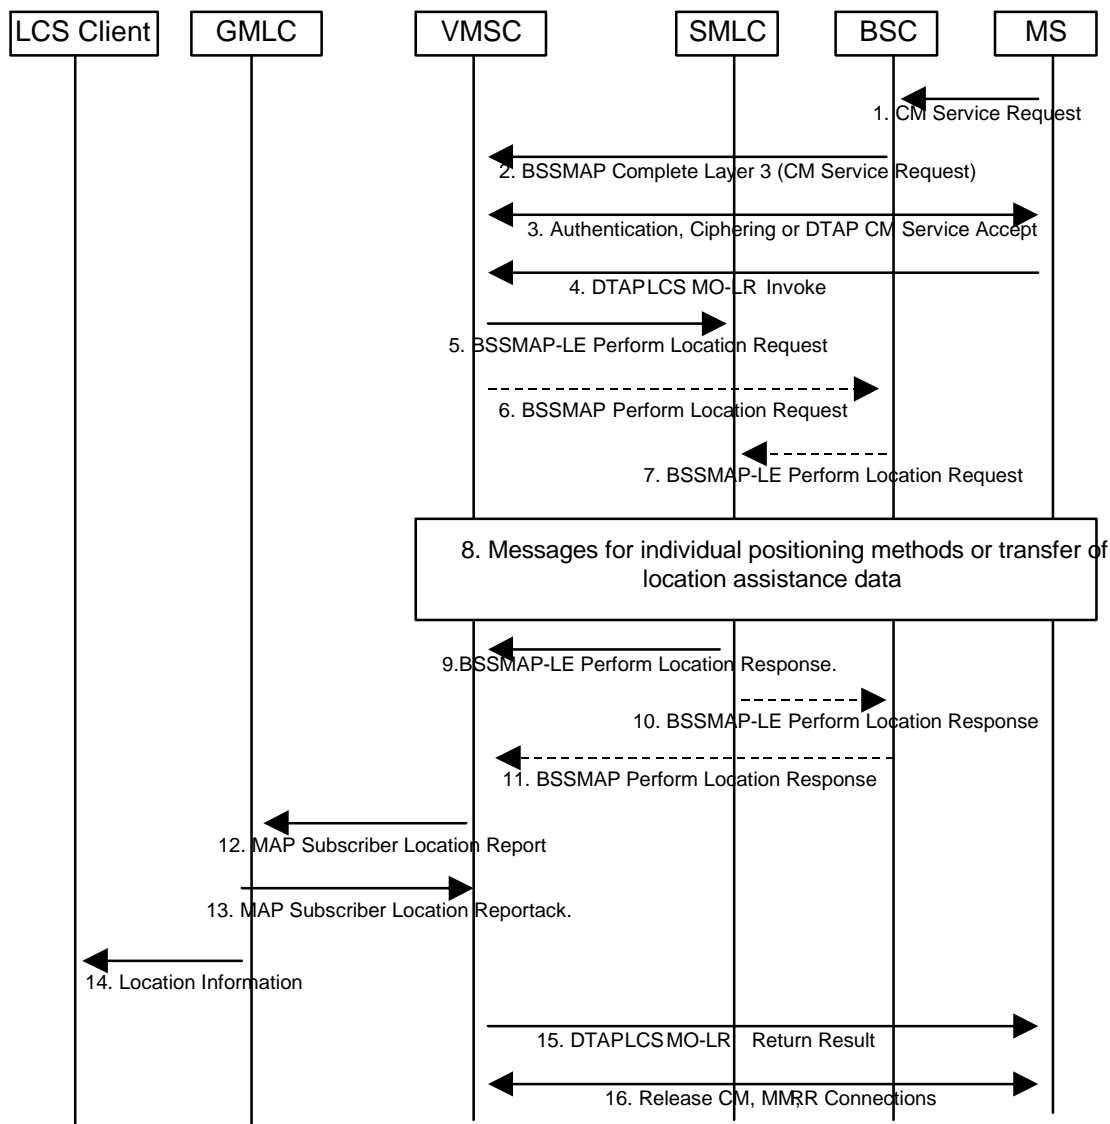 LCS Client GMLC VMSC SMLC BSC MS
1. CM Service Request
2. BSSMAP Complete Layer 3 (CM Service Request)
3. Authentication, Ciphering or DTAP CM Service Accept
4. DTAPLCS MO-LR Invoke
5. BSSMAP-LE Perform Location Request
6. BSSMAP Perform Location Request
7. BSSMAP-LE Perform Location Request
8. Messages for individual positioning methods or transfer of
location assistance data
9.BSSMAP-LE Perform Location Response.
10. BSSMAP-LE Perform Location Response
11. BSSMAP Perform Location Response
12. MAP Subscriber Location Report
13. MAP Subscriber Location Reportack.
14. Location Information
15. DTAPLCS MO-LR Return Result
16. Release CM, MM,RR Connections